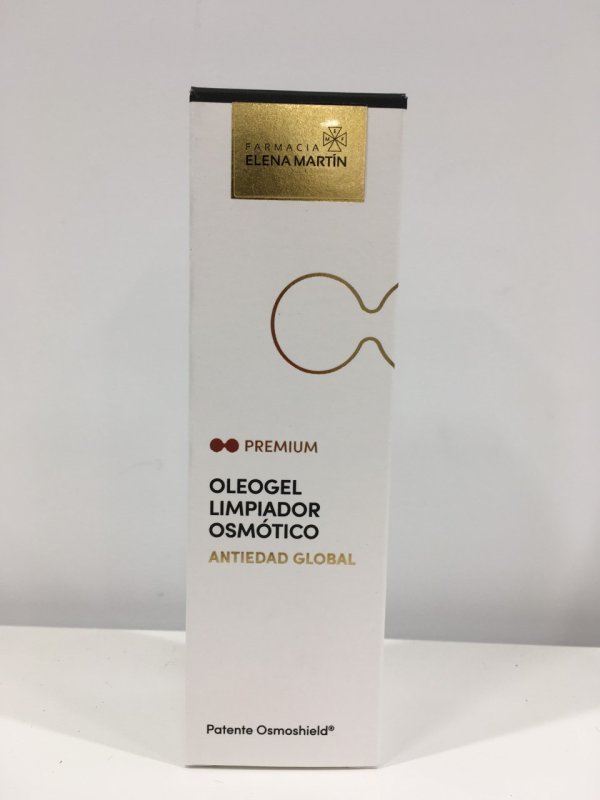 FARMACIA
ELENA MARTÍN
PREMIUM
OLEOGEL
LIMPIADOR
OSMÓTICO
ANTIEDAD GLOBAL
Patente Osmoshield®